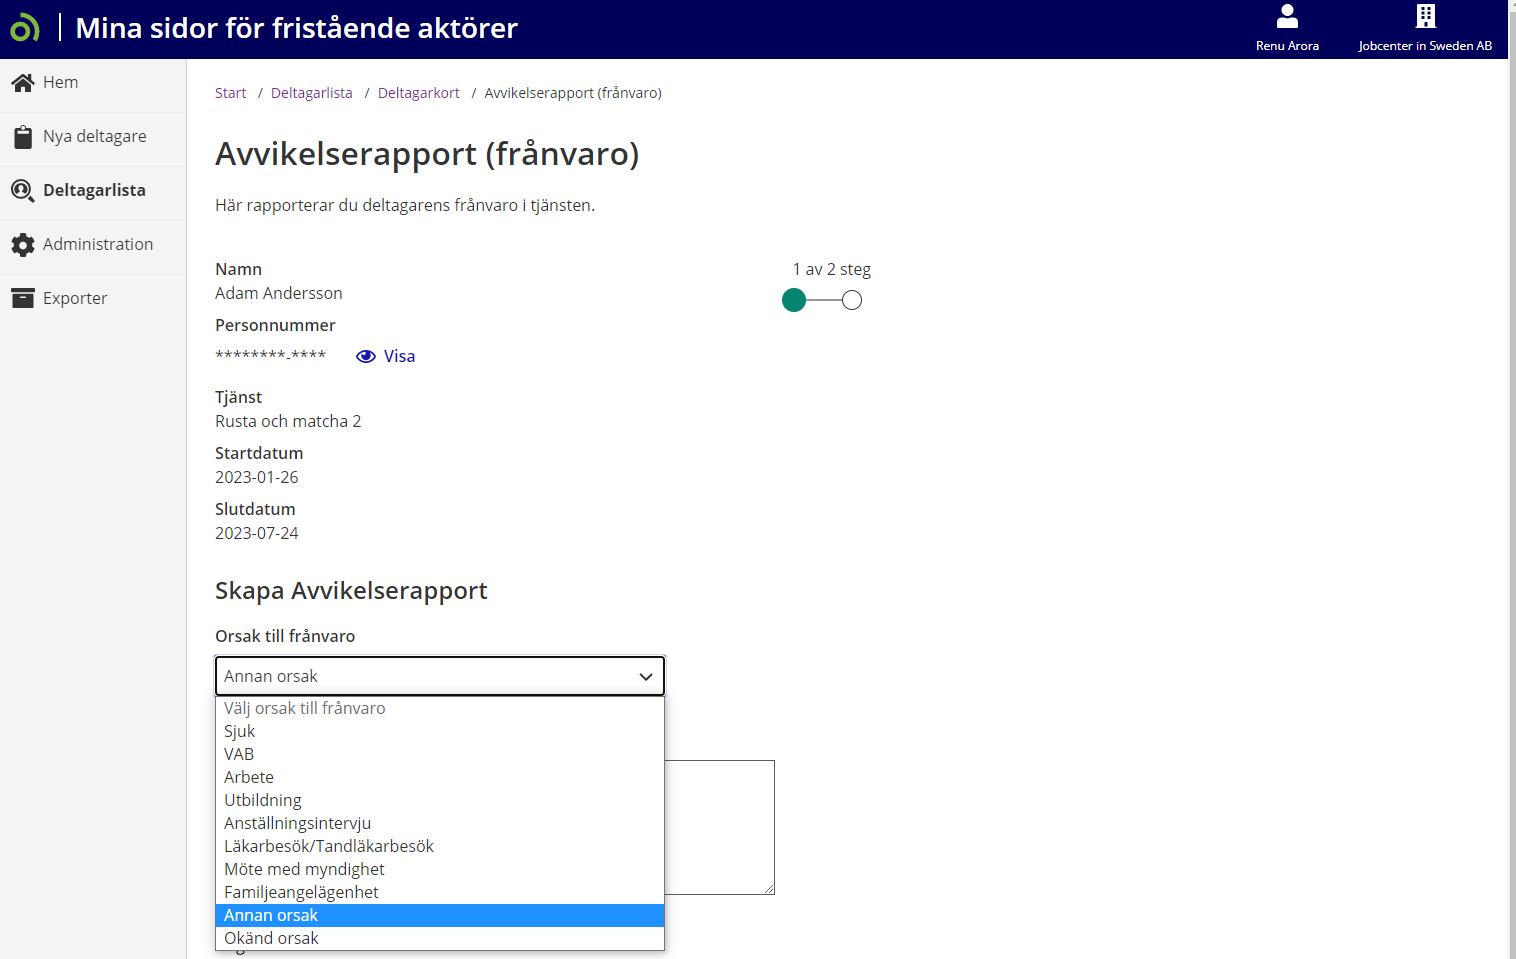 Mina sidor för fristående aktörer
Renu Arora
Jobcenter in Sweden AB
Hem
Nya deltagare
Deltagarlista
Administration
Exporter
Start / Deltagarlista / Deltagarkort / Avvikelserapport (frånvaro)
Avvikelserapport (frånvaro)
Här rapporterar du deltagarens frånvaro i tjänsten.
Namn
Adam Andersson
1 av 2 steg
Personnummer
********-****
Visa
Tjänst
Rusta och matcha 2
Startdatum
2023-01-26
Slutdatum
2023-07-24
Skapa Avvikelserapport
Orsak till frånvaro
Annan orsak
Välj orsak till frånvaro
Sjuk
VAB
Arbete
Utbildning
Anställningsintervju
Läkarbesök/Tandläkarbesök
Möte med myndighet
Familjeangelägenhet
Annan orsak
Okänd orsak